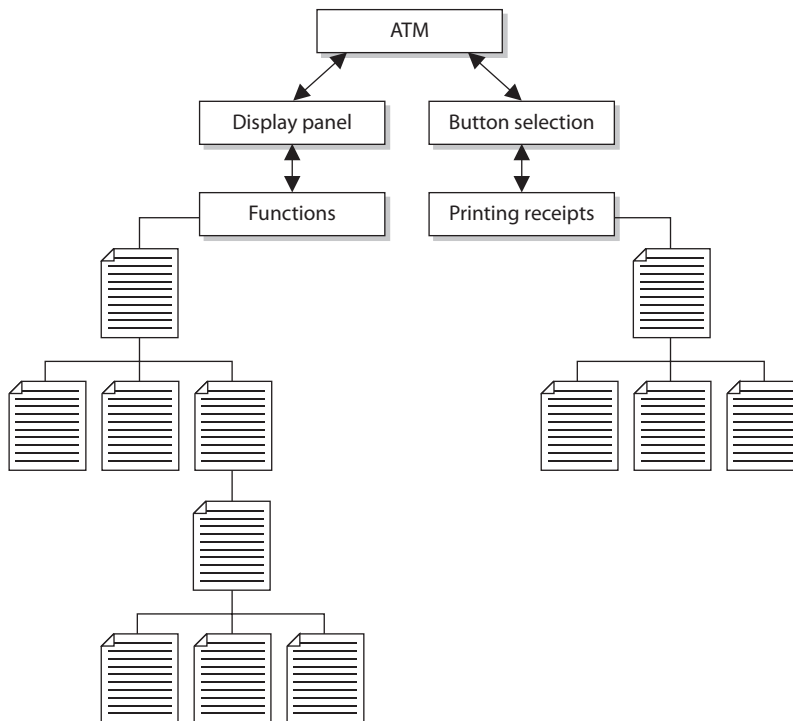 ATM
Display panel
Button selection
Functions
Printing receipts